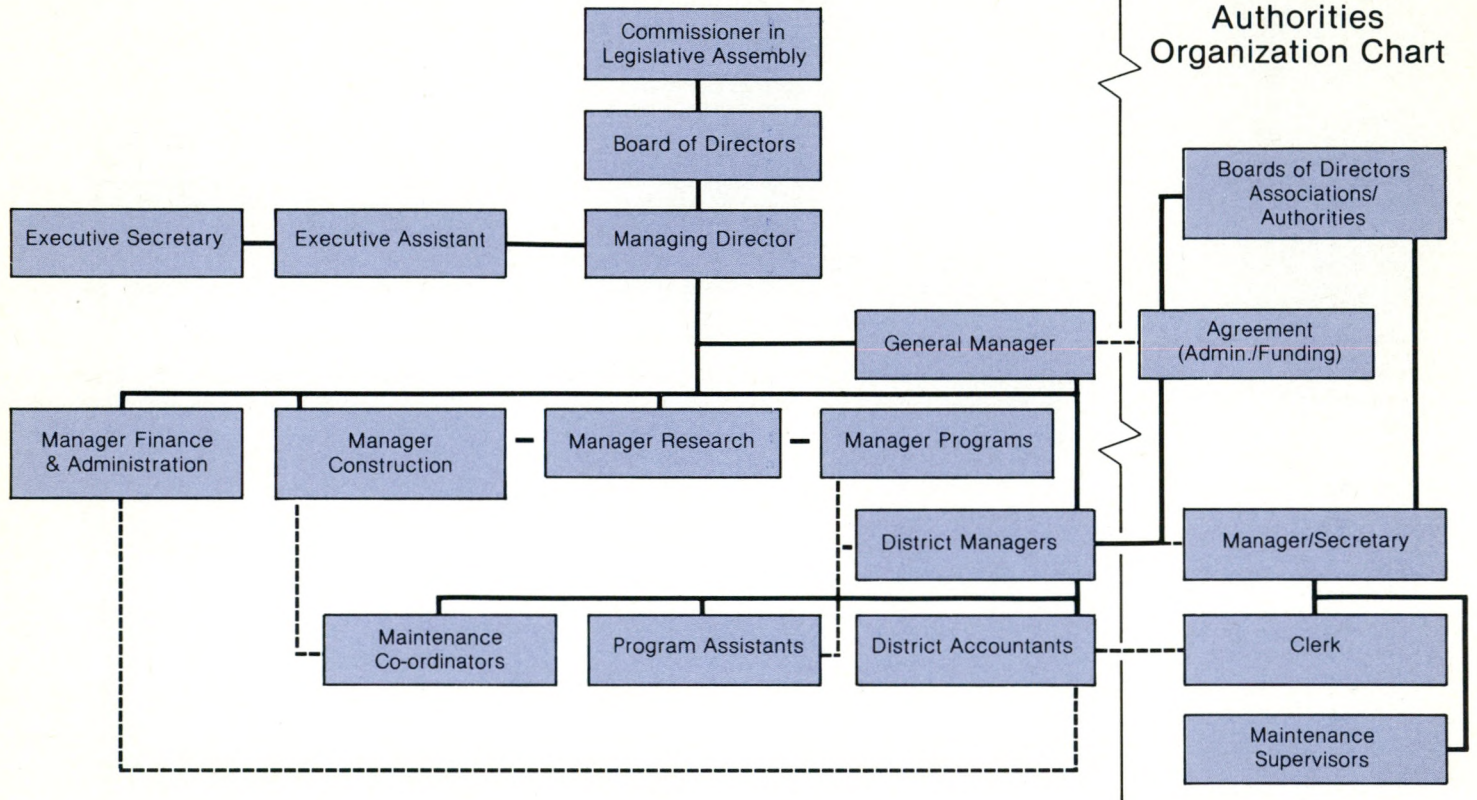 Authorities
Organization Chart
Commissioner in
Legislative Assembly
Board of Directors
Executive Secretary
Executive Assistant
Managing Director
Boards of Directors
Associations/
Authorities
General Manager
Agreement
(Admin./Funding)
Manager Finance
& Administration
Manager
Construction
Manager Research
Manager Programs
District Managers
Manager/Secretary
Maintenance
Co-ordinators
Program Assistants
District Accountants
Clerk
Maintenance
Supervisors